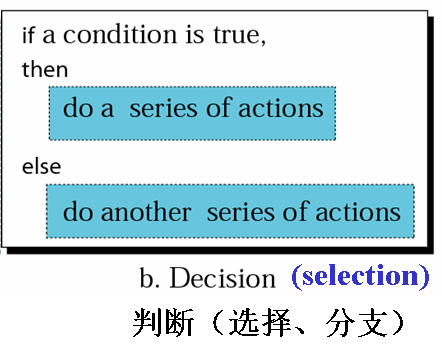 if a condition is true,
then
do a series of actions
else
do another series of actions
b. Decision (selection)
判断（选择、分支）